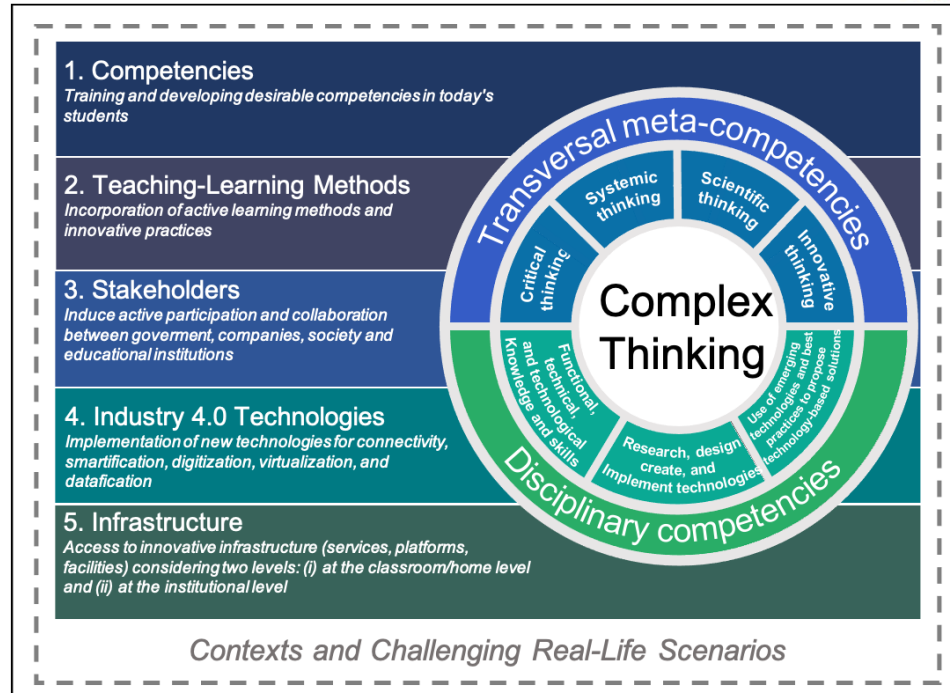 1. Competencies
Training and developing desirable competencies in today's
students
2. Teaching-Learning Methods
Incorporation of active learning methods and
innovative practices
3. Stakeholders
Induce active participation and collaboration
between goverment, companies, society and
educational institutions
4. Industry 4.0 Technologies
Implementation of new technologies for connectivity,
smartification, digitization, virtualization, and
datafication
5. Infrastructure
Access to innovative infrastructure (services, platforms,
facilities) considering two levels: (i) at the classroom/home level
and (ii) at the institutional level
Transversal meta-competencies
Critical
thinking
Systemic
thinking
Scientific
thinking
Innovative
thinking
Complex
Thinking
Functional,
technical,
and technological
Knowledge and skills
Research, design
create, and
Implement technologies
Use of emerging
technologies and best
practices to propose
technology-based solutions
Disciplinary competencies
Contexts and Challenging Real-Life Scenarios